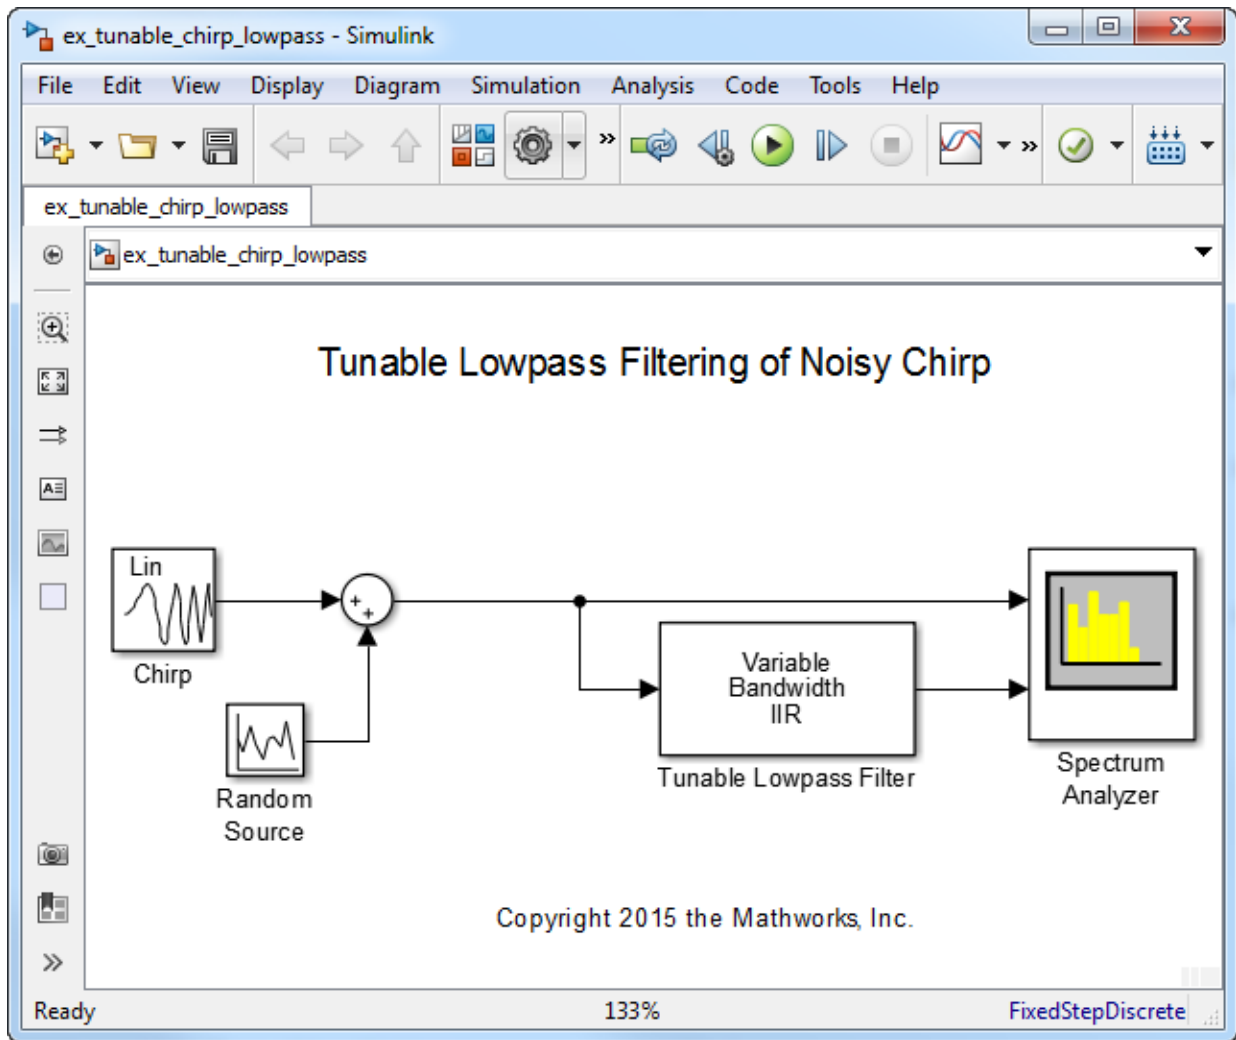 ex_tunable_chirp_lowpass - Simulink
File Edit View Display Diagram Simulation Analysis Code Tools Help
ex_tunable_chirp_lowpass
ex_tunable_chirp_lowpass
Tunable Lowpass Filtering of Noisy Chirp
Lin
Chirp
Random
Source
Variable
Bandwidth
IIR
Tunable Lowpass Filter
Spectrum
Analyzer
Copyright 2015 the Mathworks, Inc.
Ready 133% FixedStepDiscrete